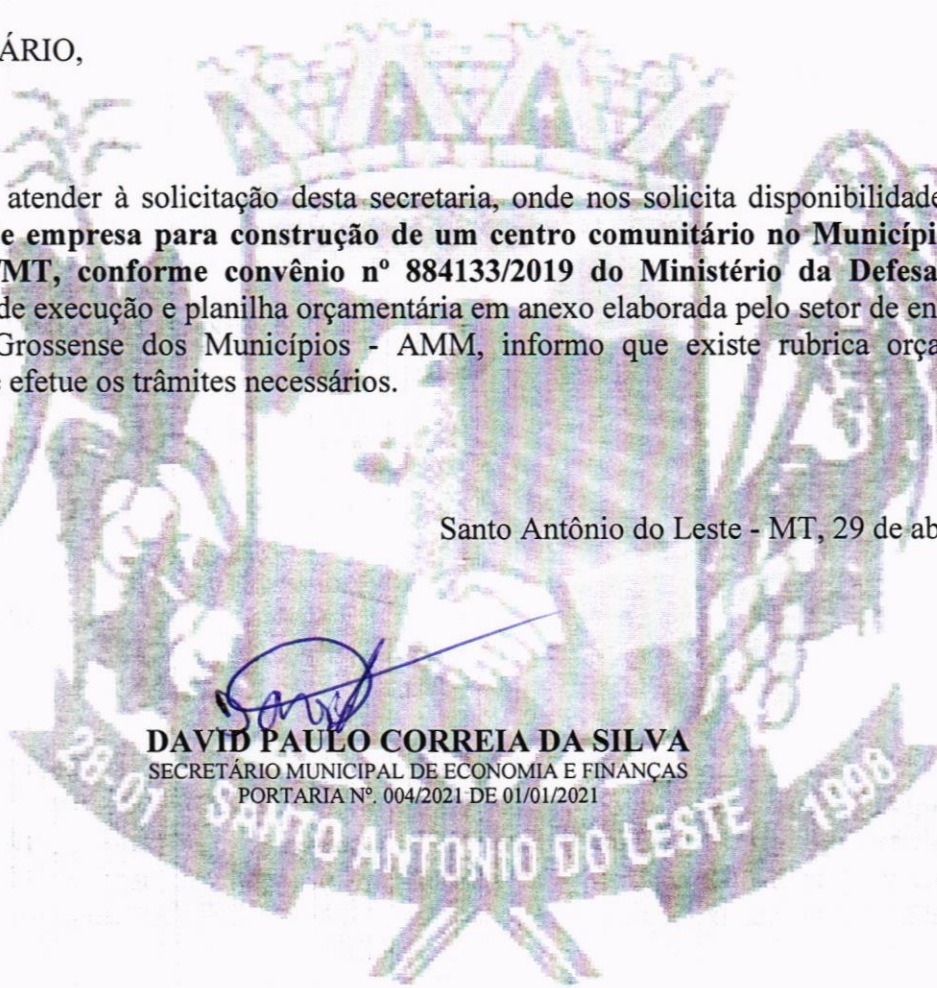 ÁRIO,
atender à solicitação desta secretaria, onde nos solicita disponibilidade
e empresa para construção de um centro comunitário no Municípi
/MT, conforme convênio nº 884133/2019 do Ministério da Defesa
de execução e planilha orçamentária em anexo elaborada pelo setor de en
Grossense dos Municípios - AMM, informo que existe rubrica orça
e efetue os trâmites necessários.
Santo Antônio do Leste - MT, 29 de ab
David
DAVID PAULO CORREIA DA SILVA
SECRETÁRIO MUNICIPAL DE ECONOMIA E FINANÇAS
PORTARIA Nº. 004/2021 DE 01/01/2021
28-01 SANTO ANTONIO DO LESTE 1998